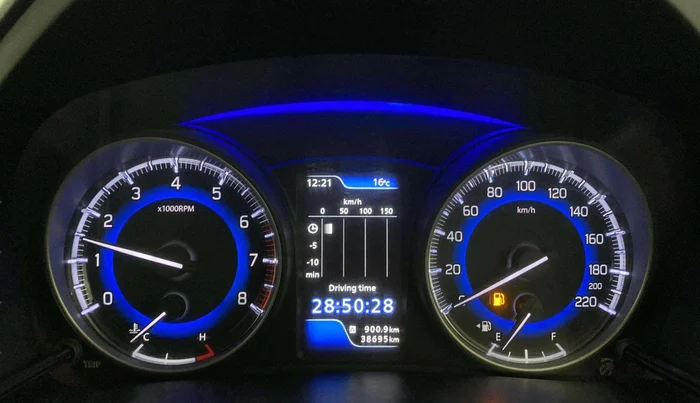 0 1 2 3 4 5 6 7 8
x1000RPM
C H
12:21 16°C
km/h
0 50 100 150
-5
-10
min
Driving time
28:50:28
A 900.9km
38695km
20 40 60 80 100 120 140 160 180 200 220
km/h
E F
TRIP